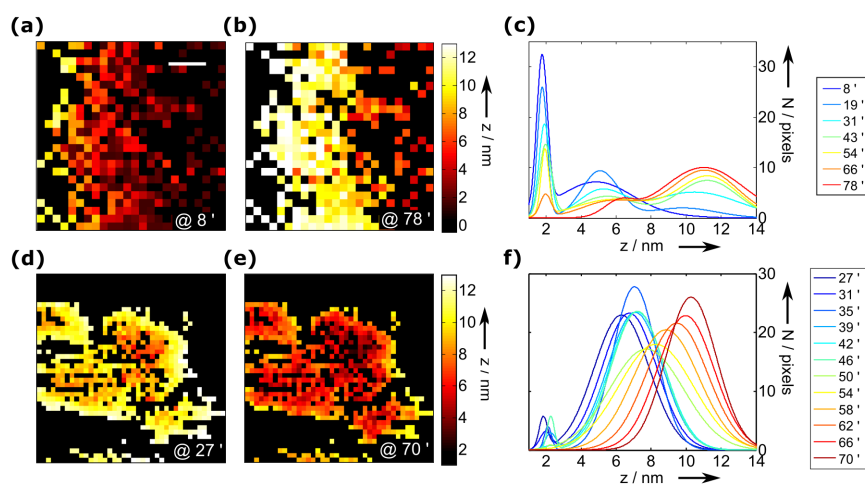 (a)
(b)
(c)
z / nm
12
10
8
6
4
2
0
@ 8 '
@ 78 '
N / pixels
30
20
10
0
2 4 6 8 10 12 14
z / nm
8 '
19 '
31 '
43 '
54 '
66 '
78 '
(d)
(e)
f)
z / nm
12
10
8
6
4
2
@ 27 '
@ 70 '
N / pixels
30
20
10
0
2 4 6 8 10 12 14
z / nm
27 '
31 '
35 '
39 '
42 '
46 '
50 '
54 '
58 '
62 '
66 '
70 '